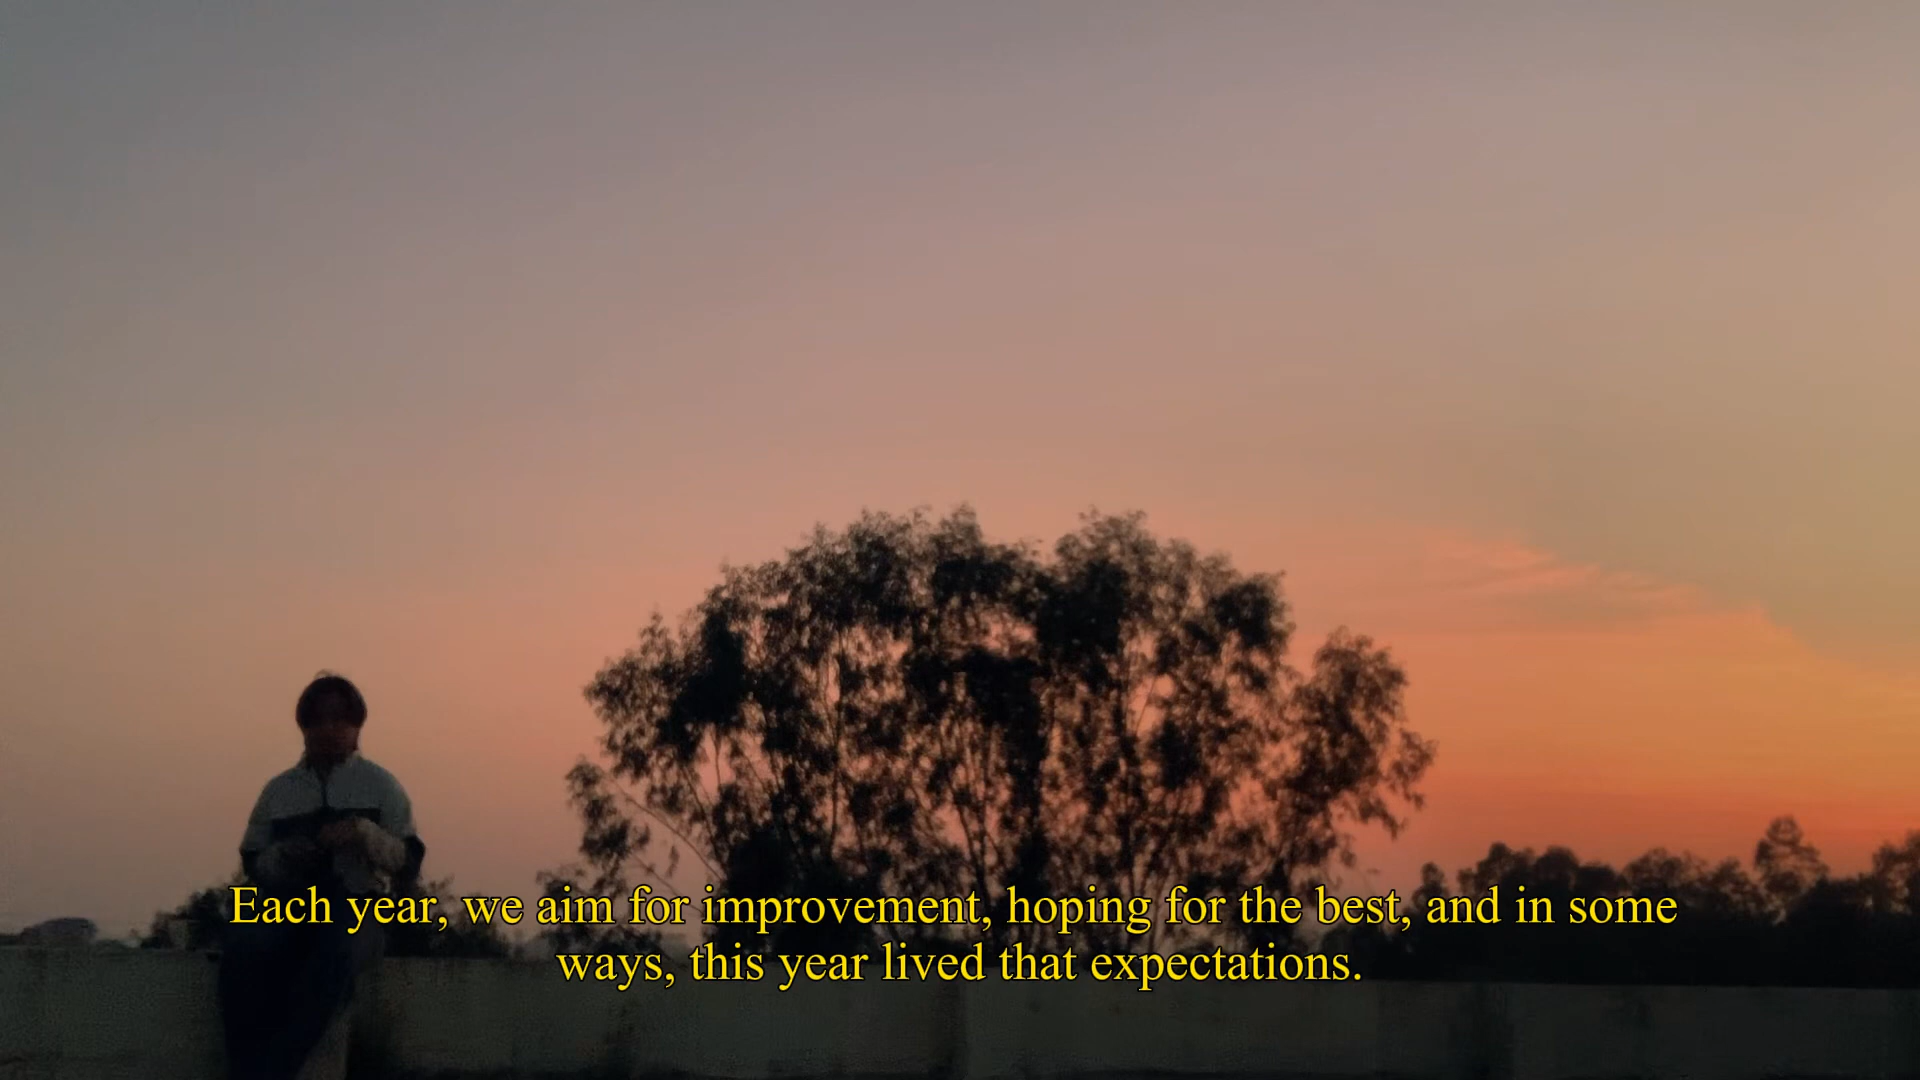 Each year, we aim for improvement, hoping for the best, and in some
ways, this year lived that expectations.